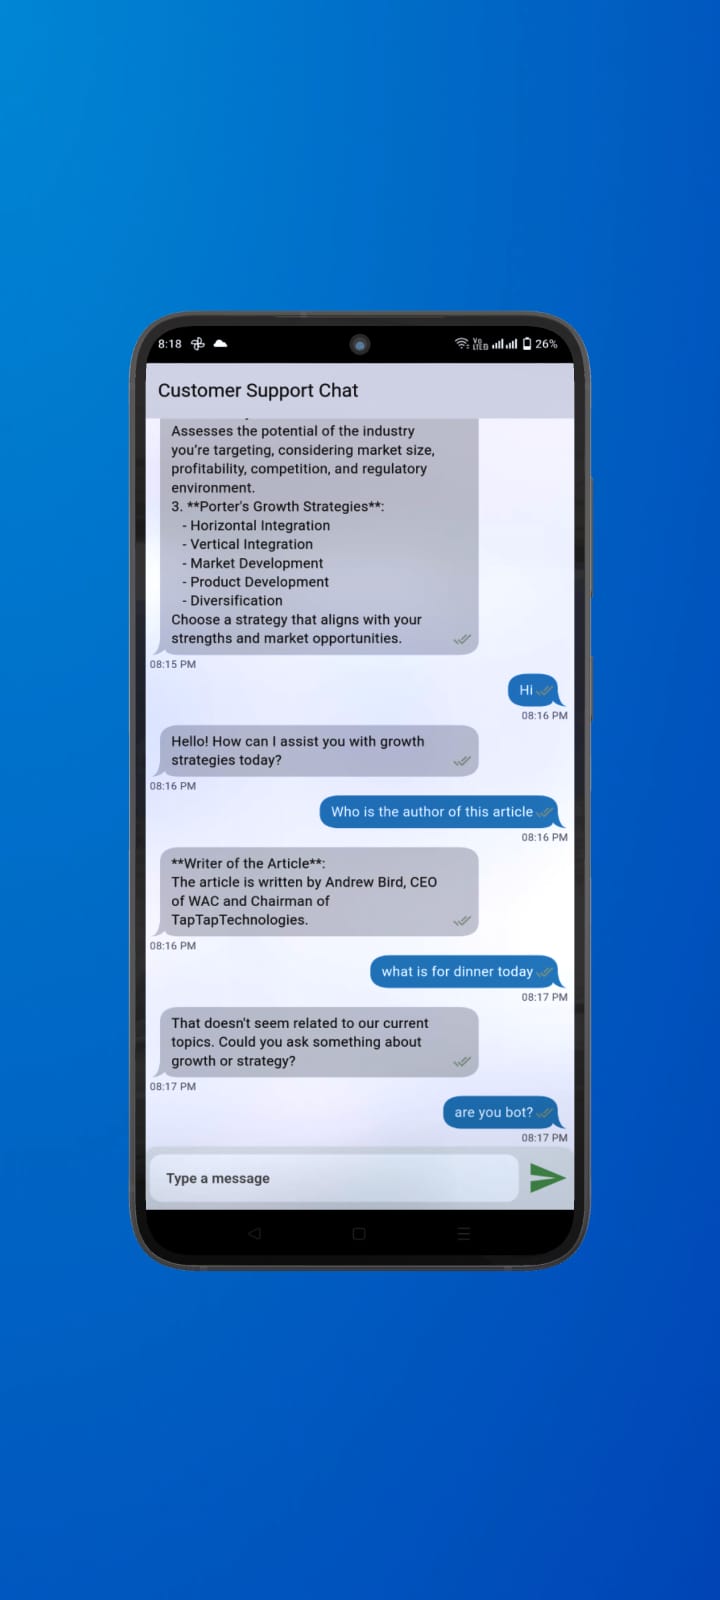 8:18
Vo
LTE
26%
Customer Support Chat
Assesses the potential of the industry
you're targeting, considering market size,
profitability, competition, and regulatory
environment.
3. **Porter's Growth Strategies**:
- Horizontal Integration
- Vertical Integration
- Market Development
- Product Development
- Diversification
Choose a strategy that aligns with your
strengths and market opportunities.
08:15 PM
Hi
08:16 PM
Hello! How can I assist you with growth
strategies today?
08:16 PM
Who is the author of this article
08:16 PM
**Writer of the Article**:
The article is written by Andrew Bird, CEO
of WAC and Chairman of
TapTapTechnologies.
08:16 PM
what is for dinner today
08:17 PM
That doesn't seem related to our current
topics. Could you ask something about
growth or strategy?
08:17 PM
are you bot?
08:17 PM
Type a message